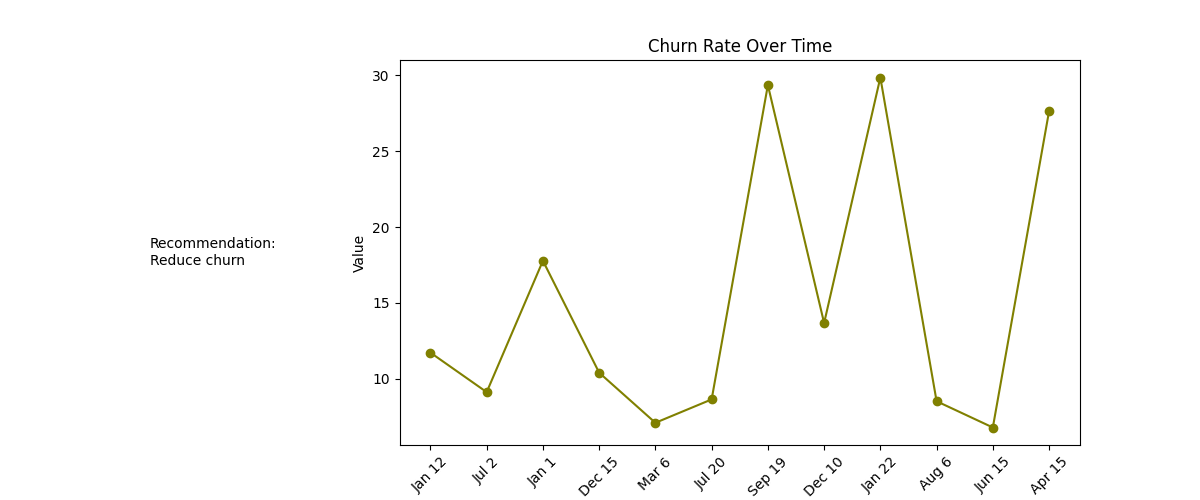 Churn Rate Over Time
Recommendation:
Reduce churn
Value
30
25
20
15
10
Jan 12
Jul 2
Jan 1
Dec 15
Mar 6
Jul 20
Sep 19
Dec 10
Jan 22
Aug 6
Jun 15
Apr 15